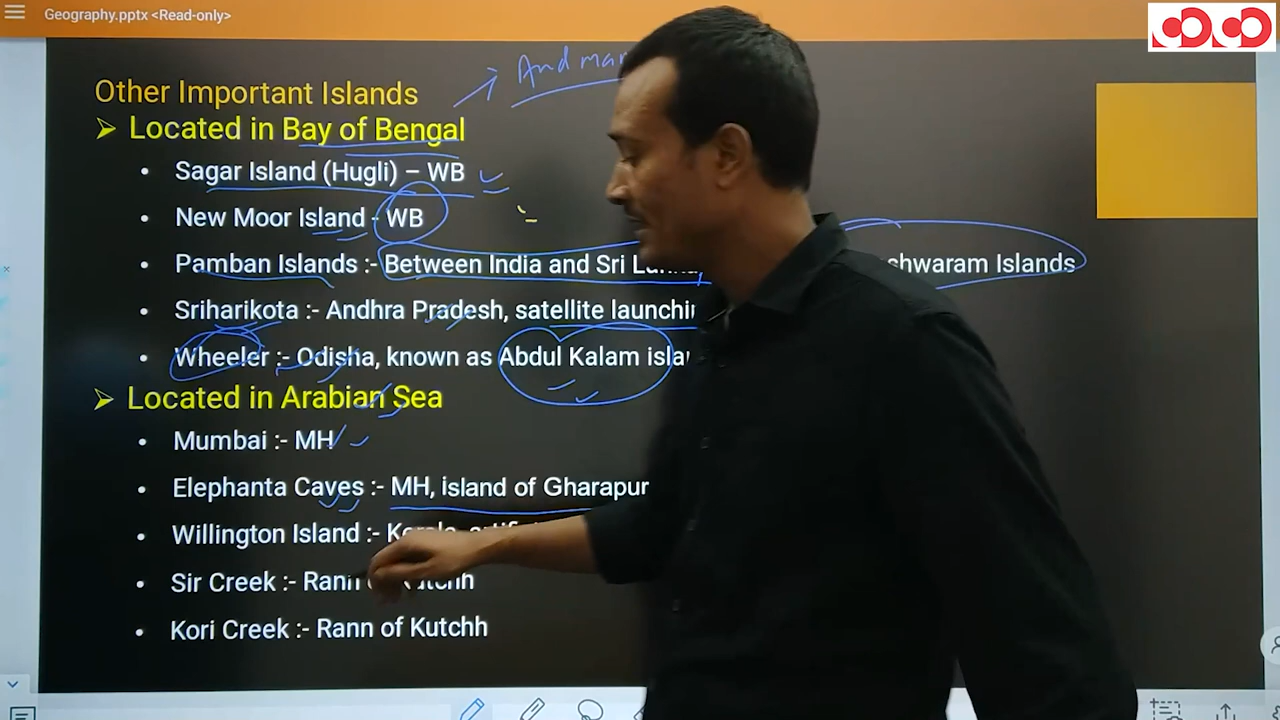 Geography.pptx <Read-only>
Other Important Islands
Located in Bay of Bengal
• Sagar Island (Hugli) – WB
• New Moor Island - WB
• Pamban Islands :- Between India and Sri shwaram Islands
• Sriharikota :- Andhra Pradesh, satellite
• Wheeler :- Odisha, known as Abdul Kalam
Located in Arabian Sea
• Mumbai :- MH
• Elephanta Caves :- MH, island of Gharapur
• Willington Island :-
• Sir Creek :- Rann Kutchh
• Kori Creek :- Rann of Kutchh